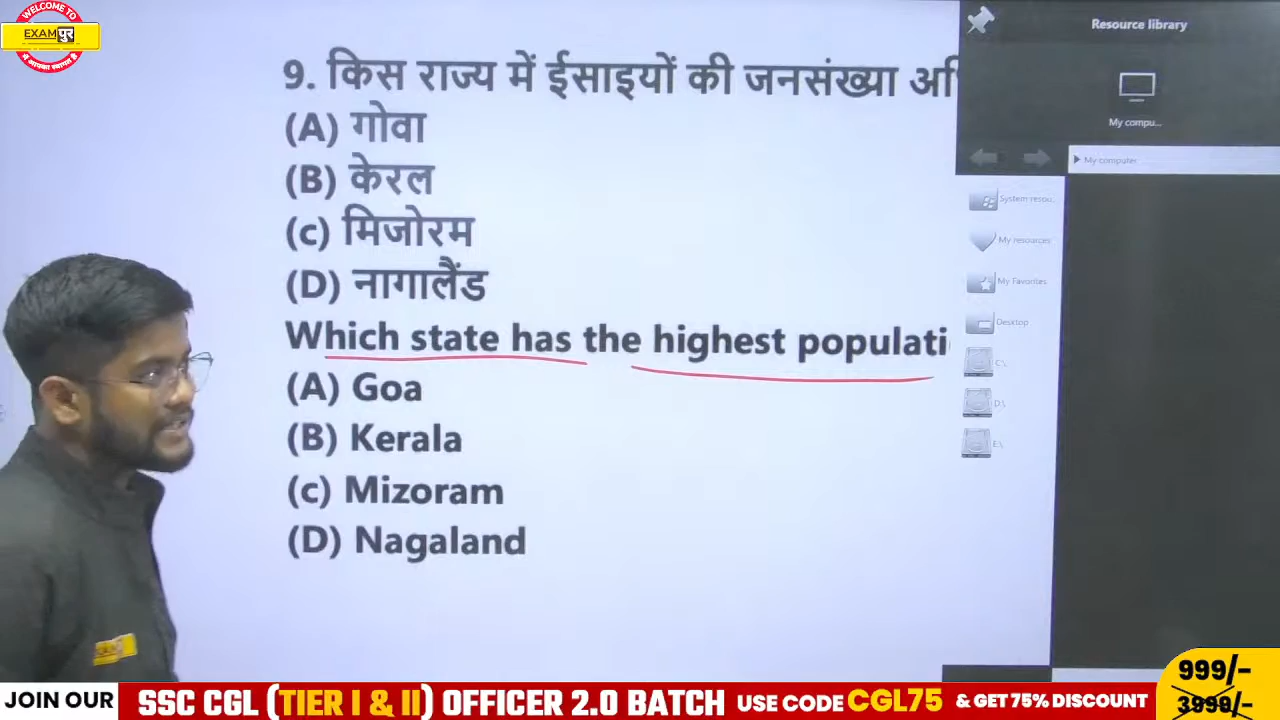 WELCOME TO
EXAMपुर
में आपका स्वागत है
9. किस राज्य में ईसाइयों की जनसंख्या
(A) गोवा
(B) केरल
(c) मिजोरम
(D) नागालैंड
Which state has the highest populati
(A) Goa
(B) Kerala
(c) Mizoram
(D) Nagaland
Resource library
My compu...
My computer
System resou...
My resources
My Favorites
Desktop
C:\
D:\
E:\
JOIN OUR SSC CGL (TIER I & II) OFFICER 2.0 BATCH USE CODE CGL75 & GET 75% DISCOUNT
999/-
3999/-